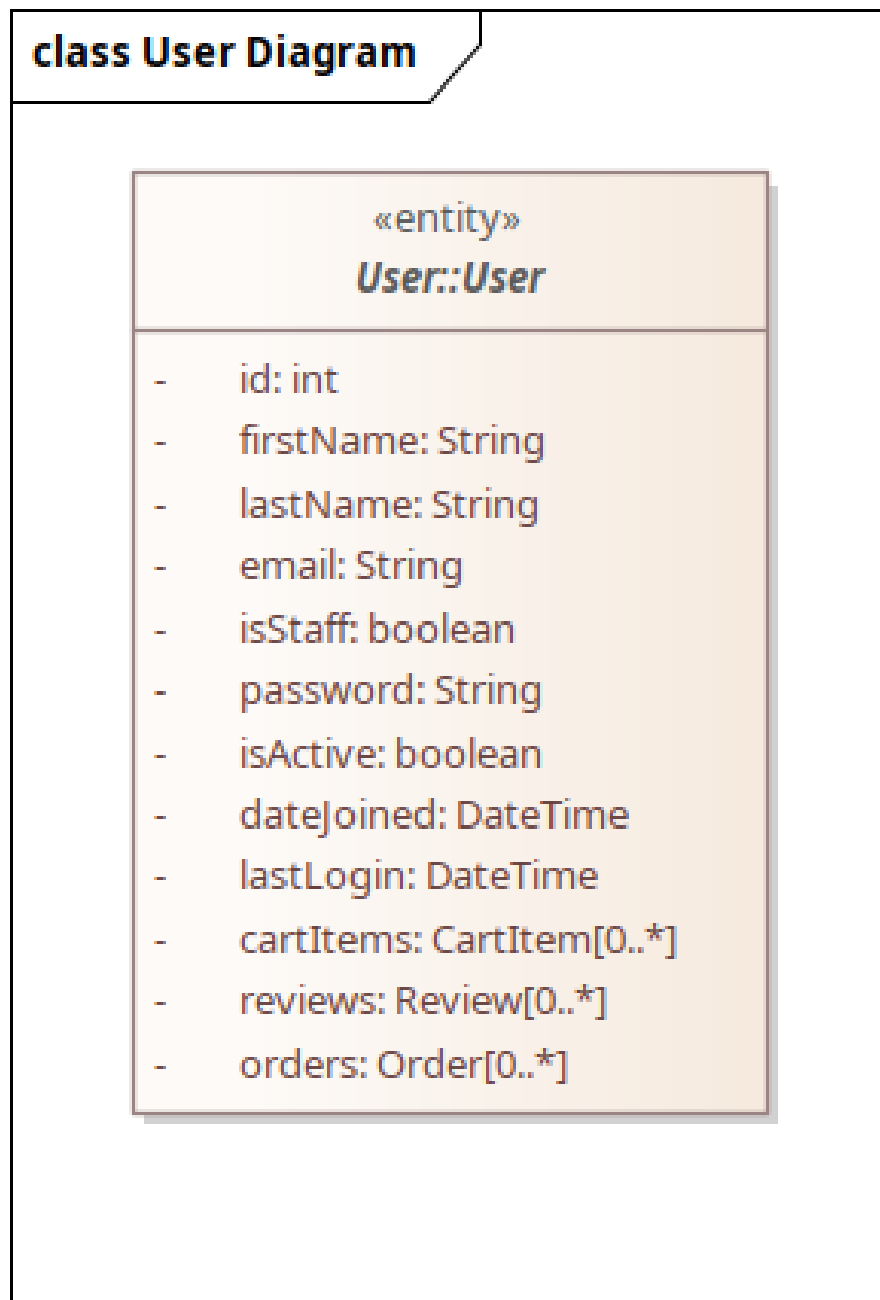 class User Diagram
«entity»
User::User
- id: int
- firstName: String
- lastName: String
- email: String
- isStaff: boolean
- password: String
- isActive: boolean
- dateJoined: DateTime
- lastLogin: DateTime
- cartItems: CartItem[0..*]
- reviews: Review[0..*]
- orders: Order[0..*]